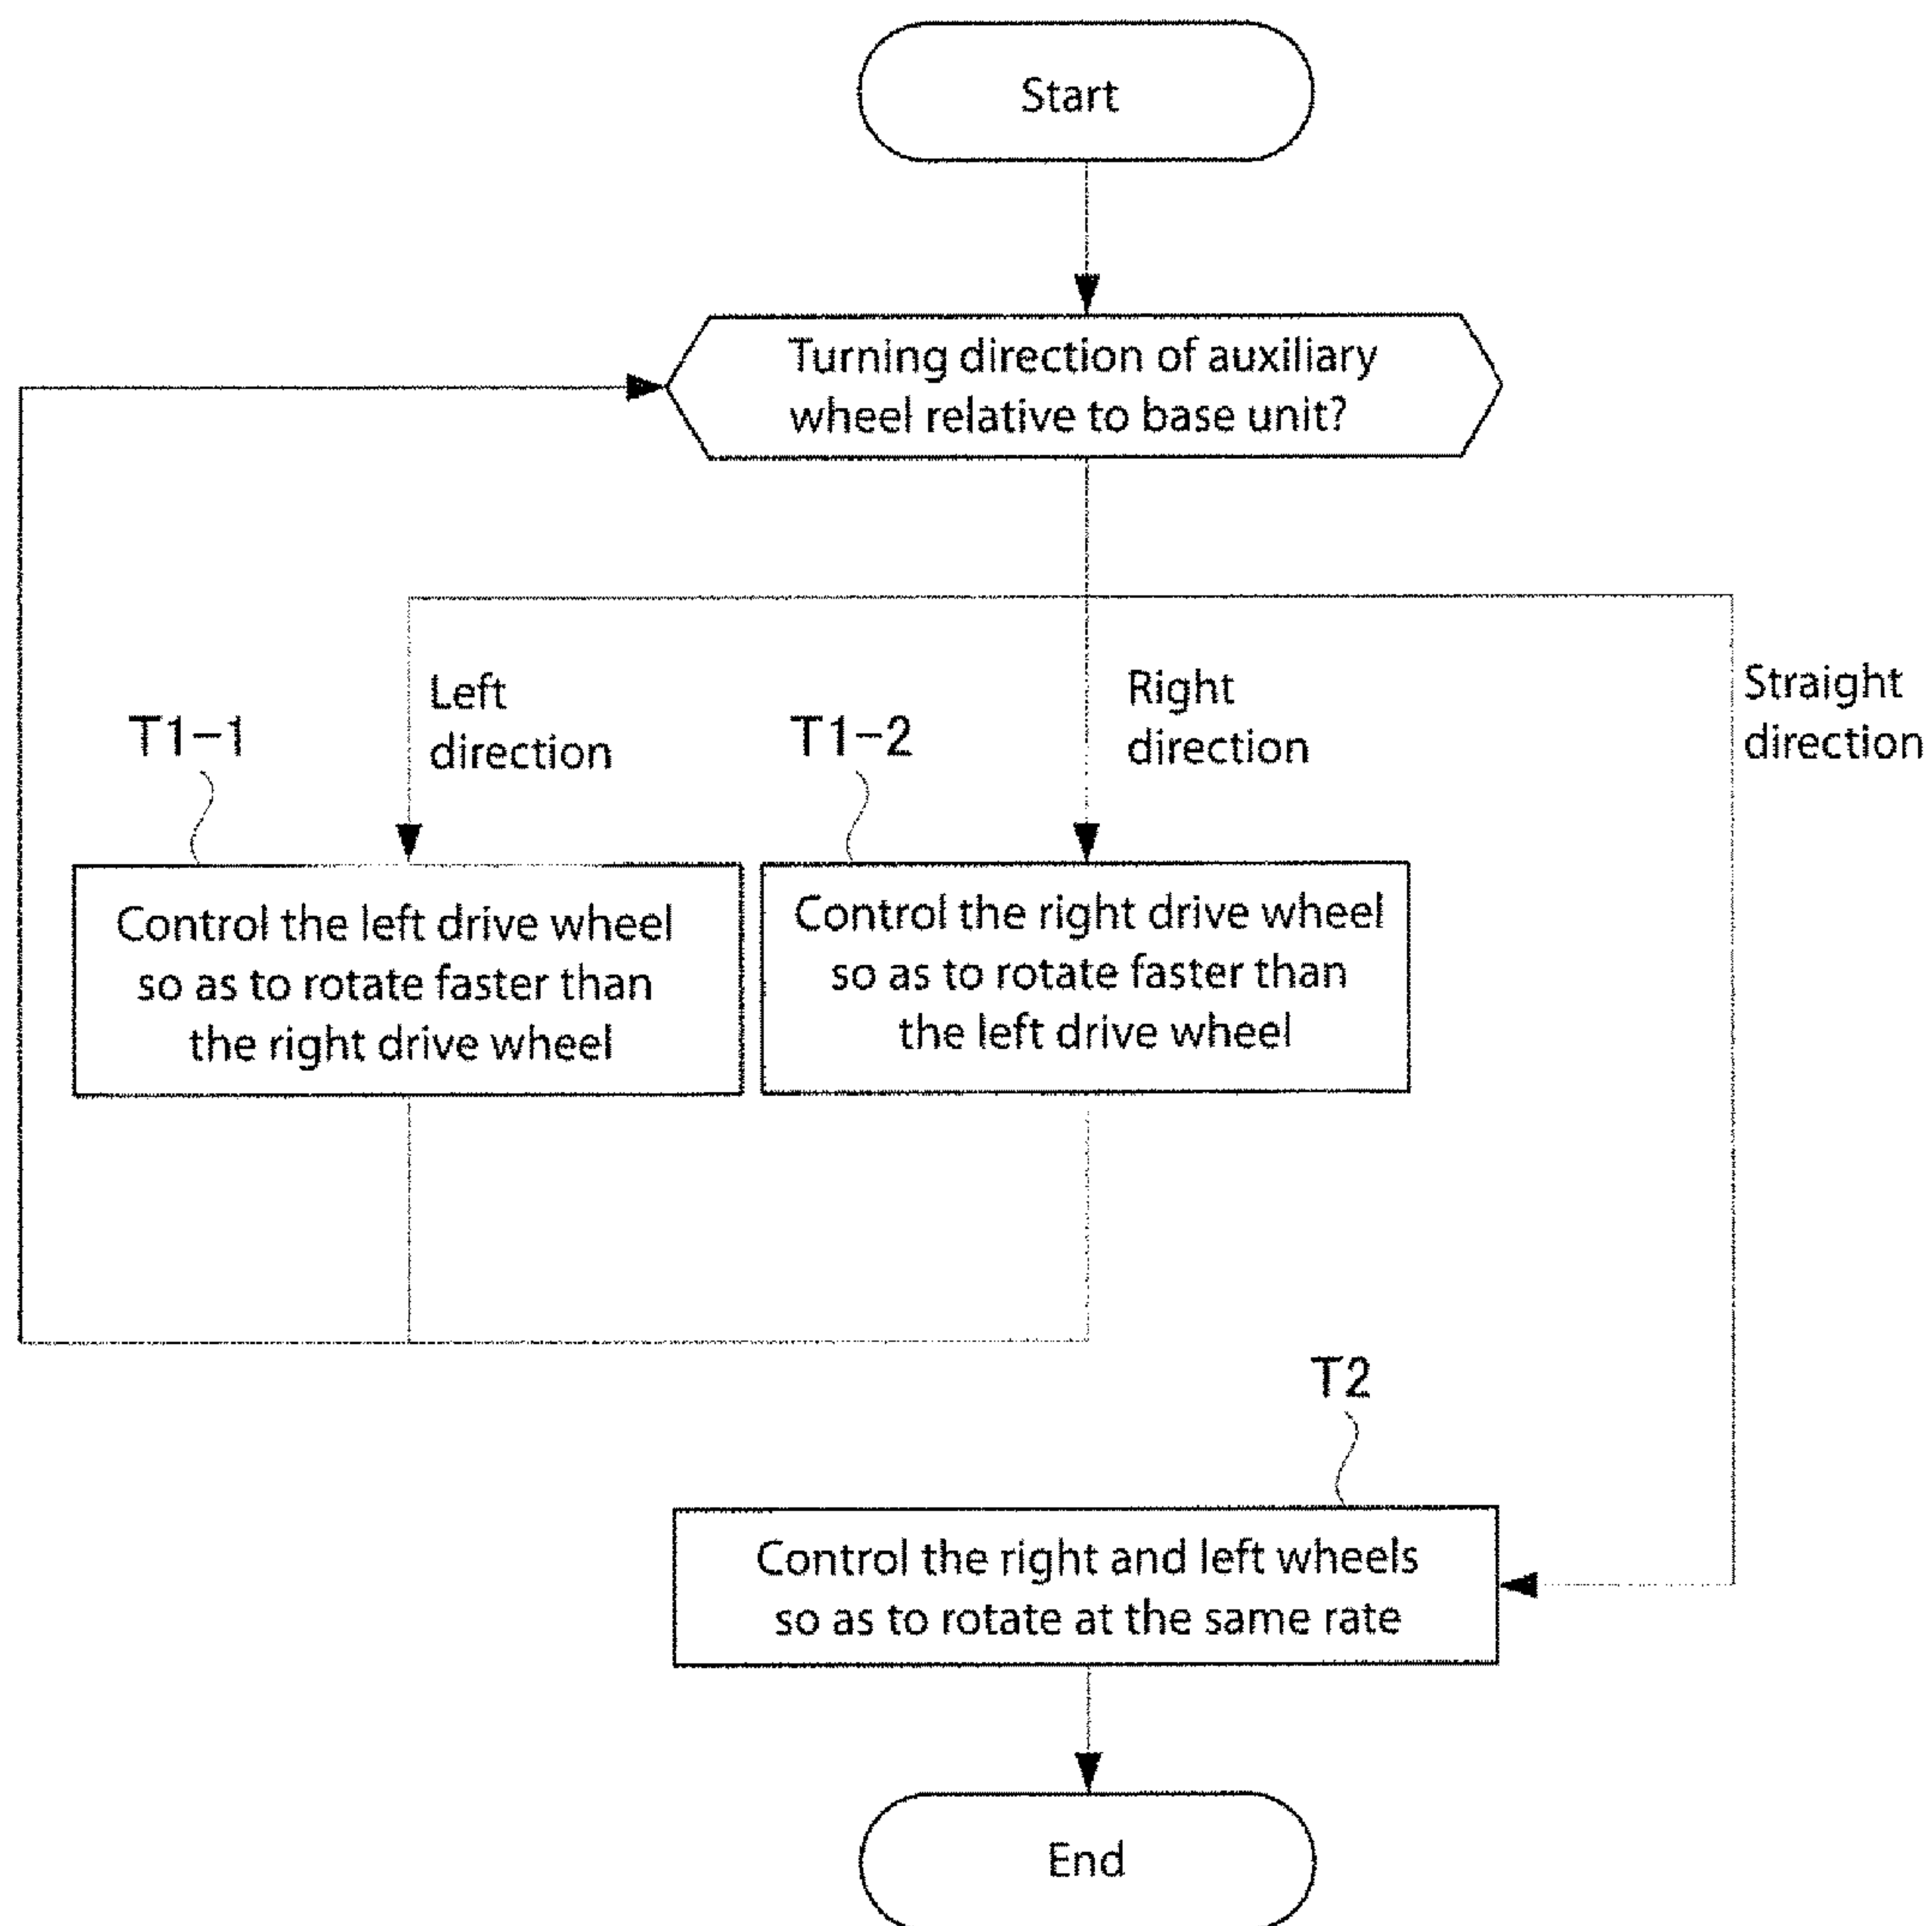 Start
Turning direction of auxiliary
wheel relative to base unit?
Left
direction
Right
direction
Straight
direction
T1-1
T1-2
Control the left drive wheel
so as to rotate faster than
the right drive wheel
Control the right drive wheel
so as to rotate faster than
the left drive wheel
T2
Control the right and left wheels
so as to rotate at the same rate
End